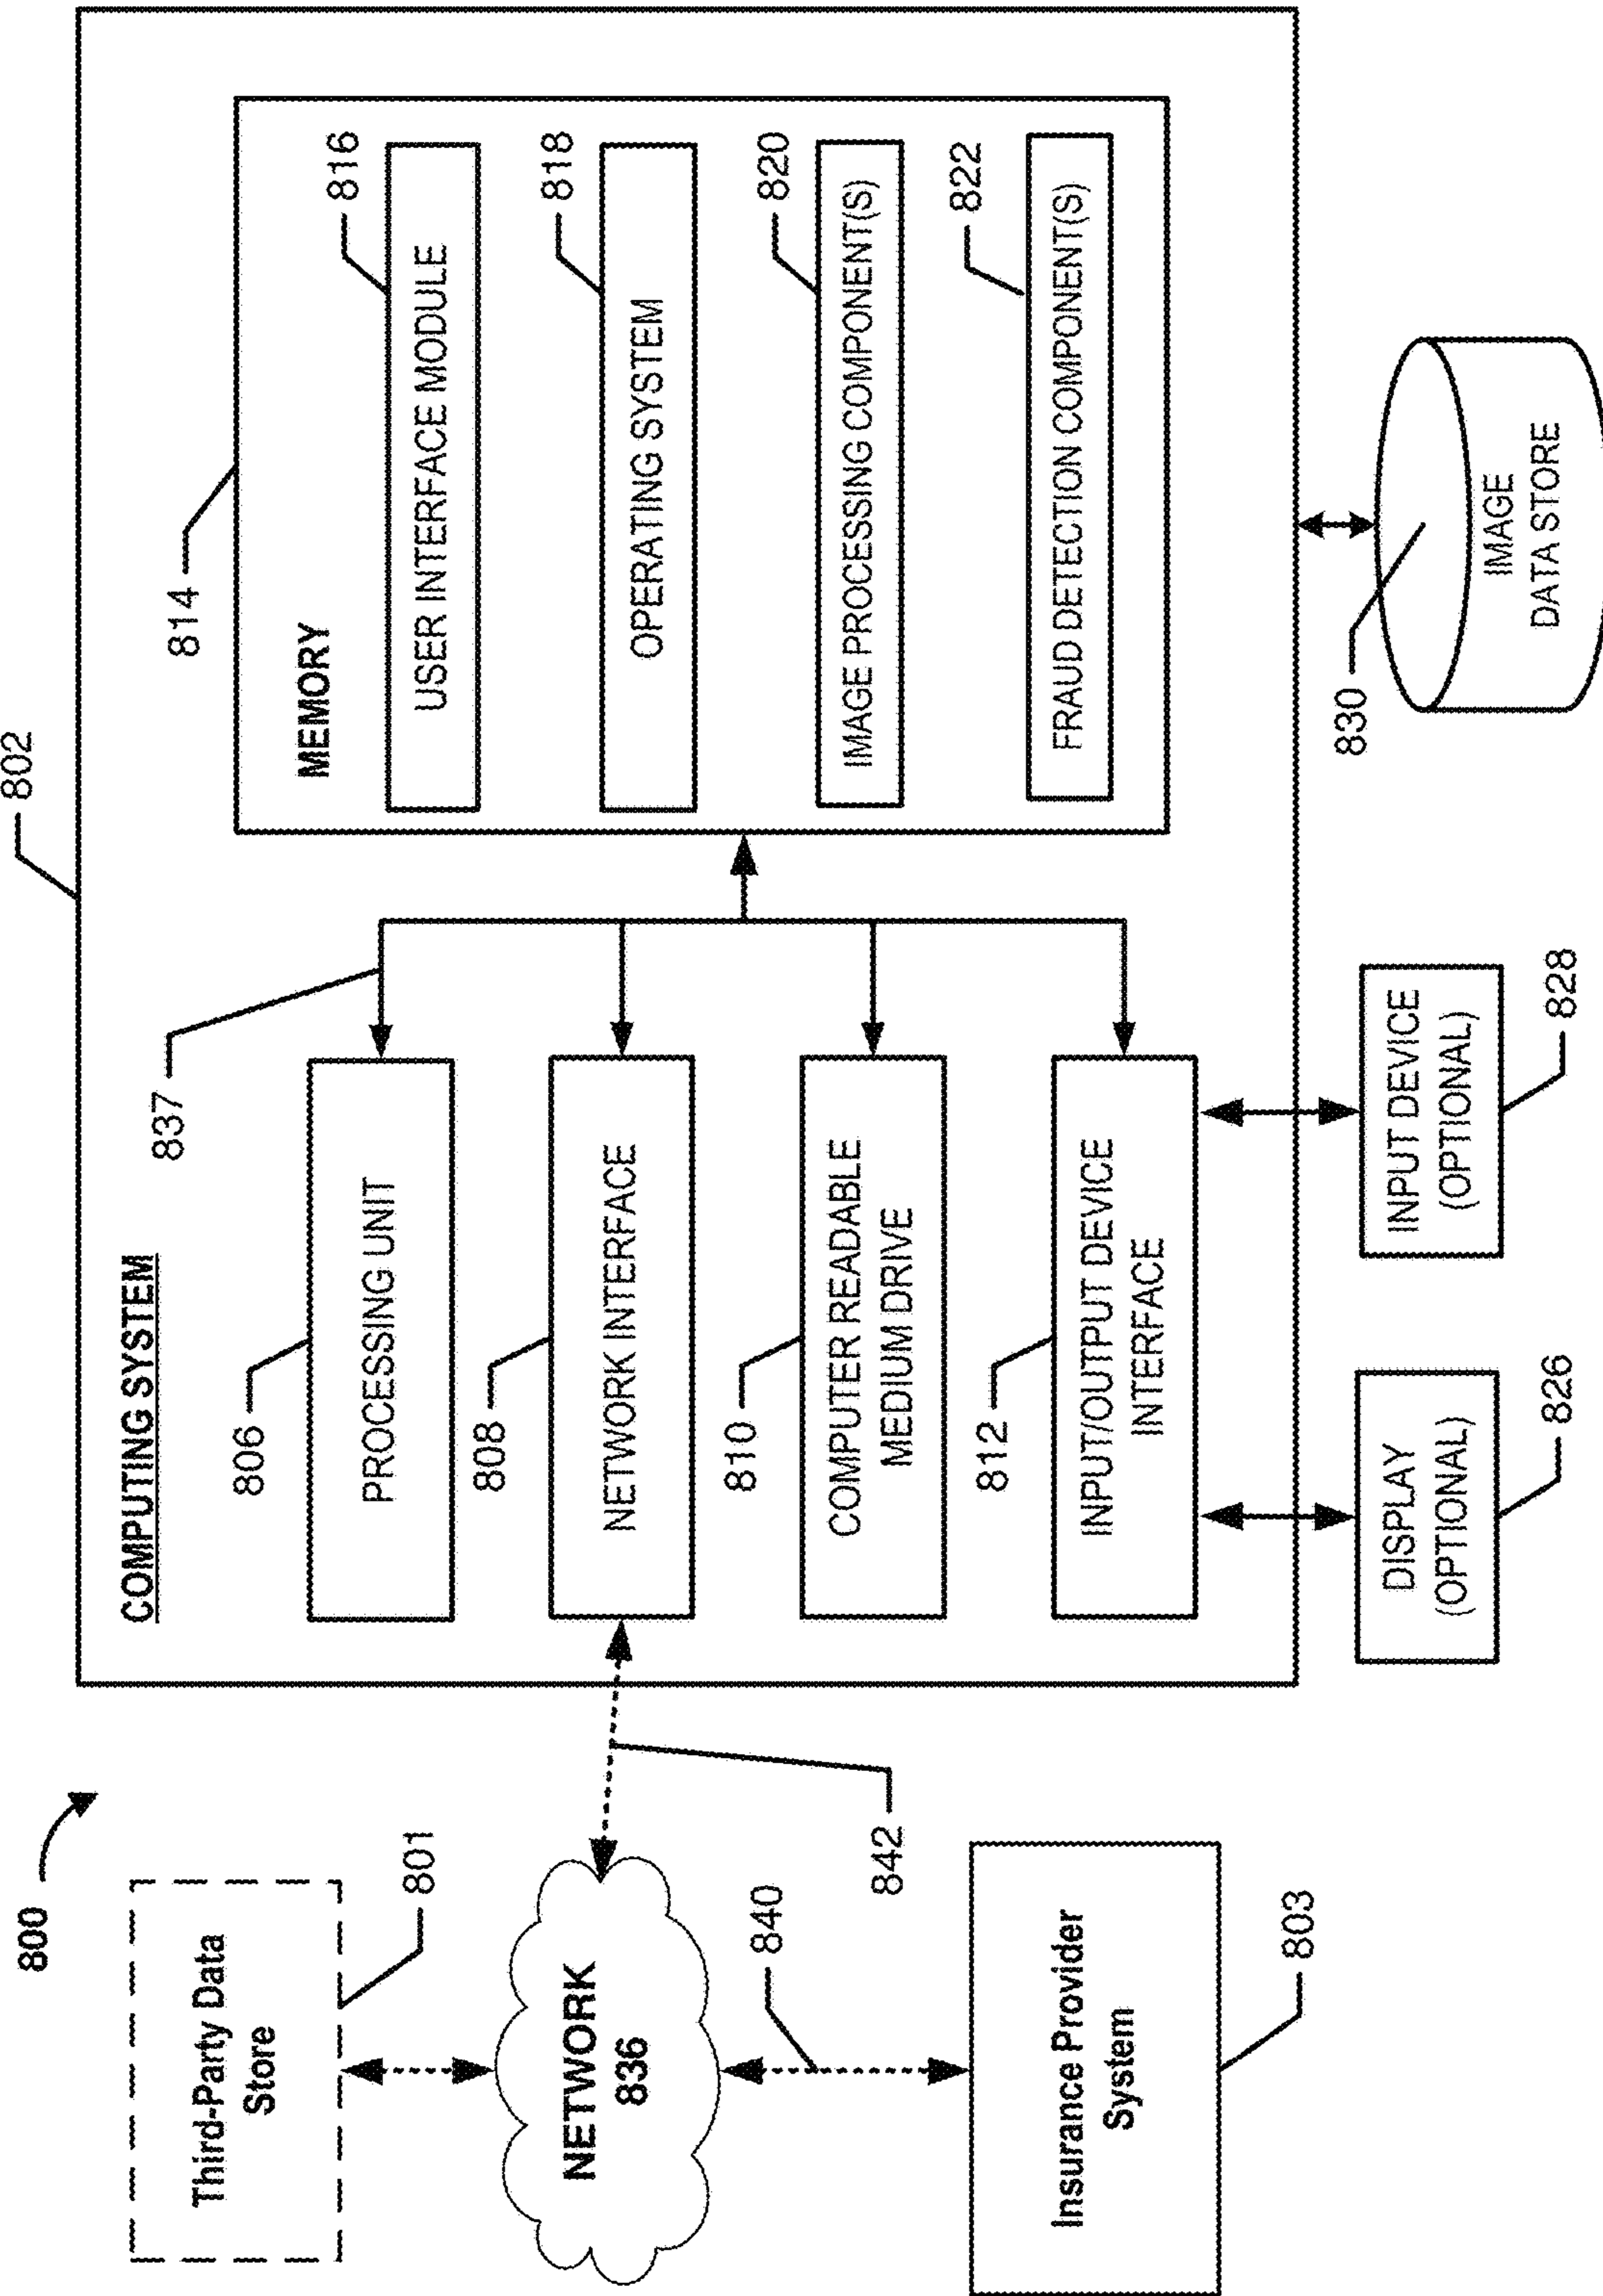 800
802
Third-Party Data
Store
801
NETWORK
836
842
840
Insurance Provider
System
803
COMPUTING SYSTEM
837
806
PROCESSING UNIT
808
NETWORK INTERFACE
810
COMPUTER READABLE
MEDIUM DRIVE
812
INPUT/OUTPUT DEVICE
INTERFACE
814
MEMORY
816
USER INTERFACE MODULE
818
OPERATING SYSTEM
820
IMAGE PROCESSING COMPONENT(S)
822
FRAUD DETECTION COMPONENT(S)
DISPLAY
(OPTIONAL)
826
INPUT DEVICE
(OPTIONAL)
828
830
IMAGE
DATA STORE